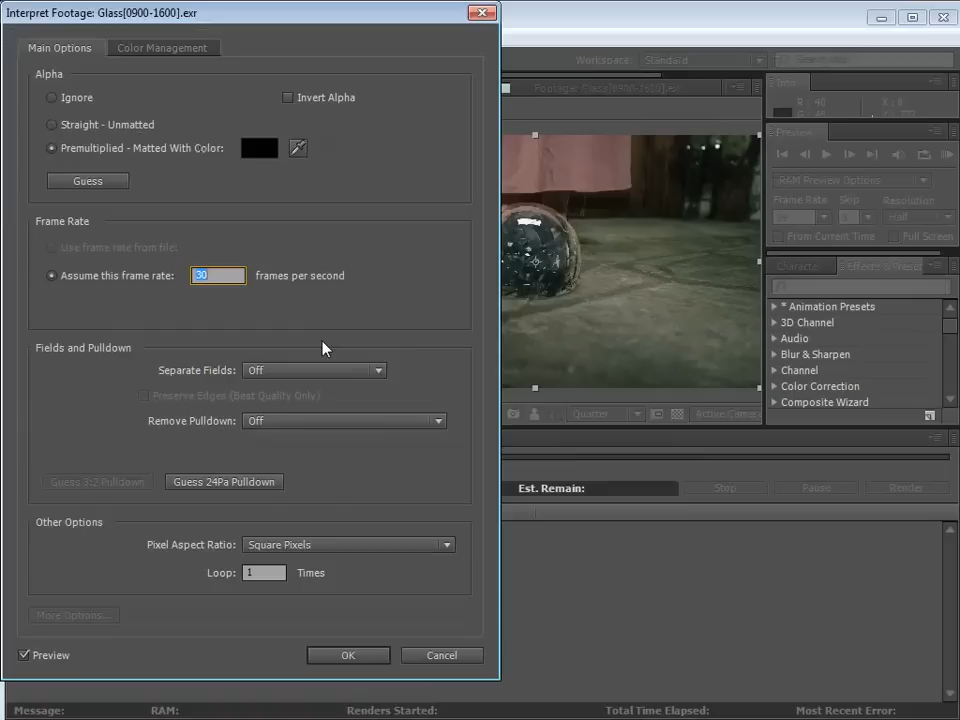 Interpret Footage: Glass[0900-1600].exr
Main Options
Color Management
Alpha
Ignore
Invert Alpha
Straight - Unmatted
Premultiplied - Matted With Color:
Guess
Frame Rate
Use frame rate from file:
Assume this frame rate: 30 frames per second
Fields and Pulldown
Separate Fields: Off
Preserve Edges (Best Quality Only)
Remove Pulldown: Off
Guess 3:2 Pulldown
Guess 24Pa Pulldown
Other Options
Pixel Aspect Ratio: Square Pixels
Loop: 1 Times
More Options...
Preview
OK
Cancel
Workspace: Standard
Search Help
Footage: Glass[0900-1600].exr
Info
R : 40
X : 0
Preview
RAM Preview Options
Frame Rate Skip Resolution
Half
From Current Time
Full Screen
Quarter
Active Camera
Effects & Preset
* Animation Presets
3D Channel
Audio
Blur & Sharpen
Channel
Color Correction
Composite Wizard
Est. Remain:
Stop
Pause
Render
Message:
RAM:
Renders Started:
Total Time Elapsed:
Most Recent Error: